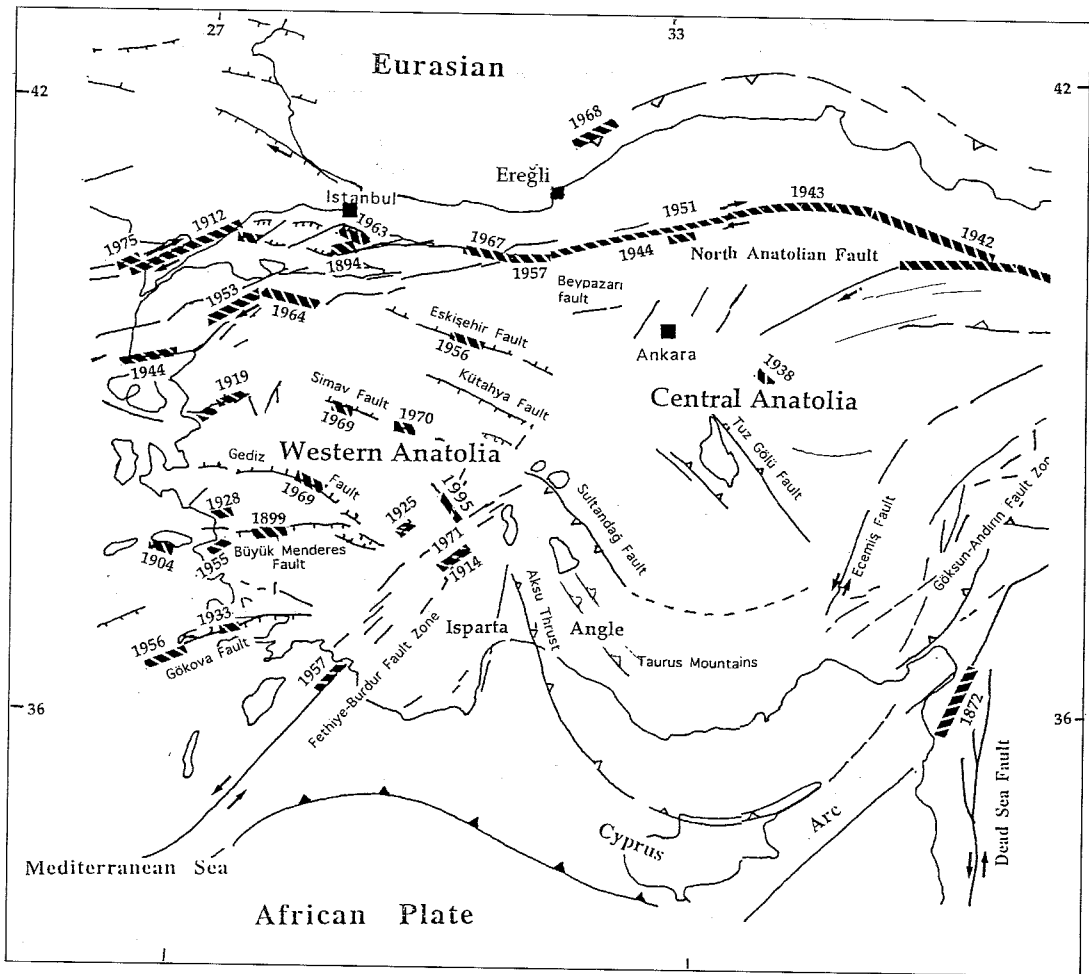 27
33
Eurasian
42
42
1968
Ereğli
Istanbul
1943
1912
1951
1963
1975
1967
1942
1894
1957
1944
North Anatolian Fault
Beypazarı
fault
1953
1964
Eskişehir Fault
1956
Ankara
1944
1938
1919
Simav Fault
Kütahya Fault
1969
1970
Central Anatolia
Tuz Gölü Fault
Western Anatolia
Gediz
Fault
1969
1995
Sultandağ Fault
1928
1925
1899
Ecemiş Fault
Göksun-Andırın Fault Zon
Büyük Menderes
Fault
1904
1955
1971
1914
Aksu Thrust
1933
Isparta
Angle
1956
Gökova Fault
Taurus Mountains
1957
Fethiye-Burdur Fault Zone
36
36
1872
Dead Sea Fault
Arc
Cyprus
Mediterranean Sea
African Plate